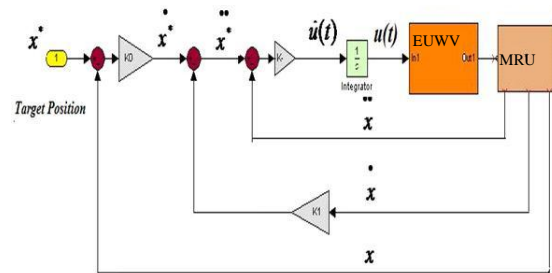 x* ẋ* ẍ* u̇(t) u(t) EUWV MRU
1 K0 K- 1/s In1 Out1
Target Position
Integrator
ẍ
ẋ
K1
x